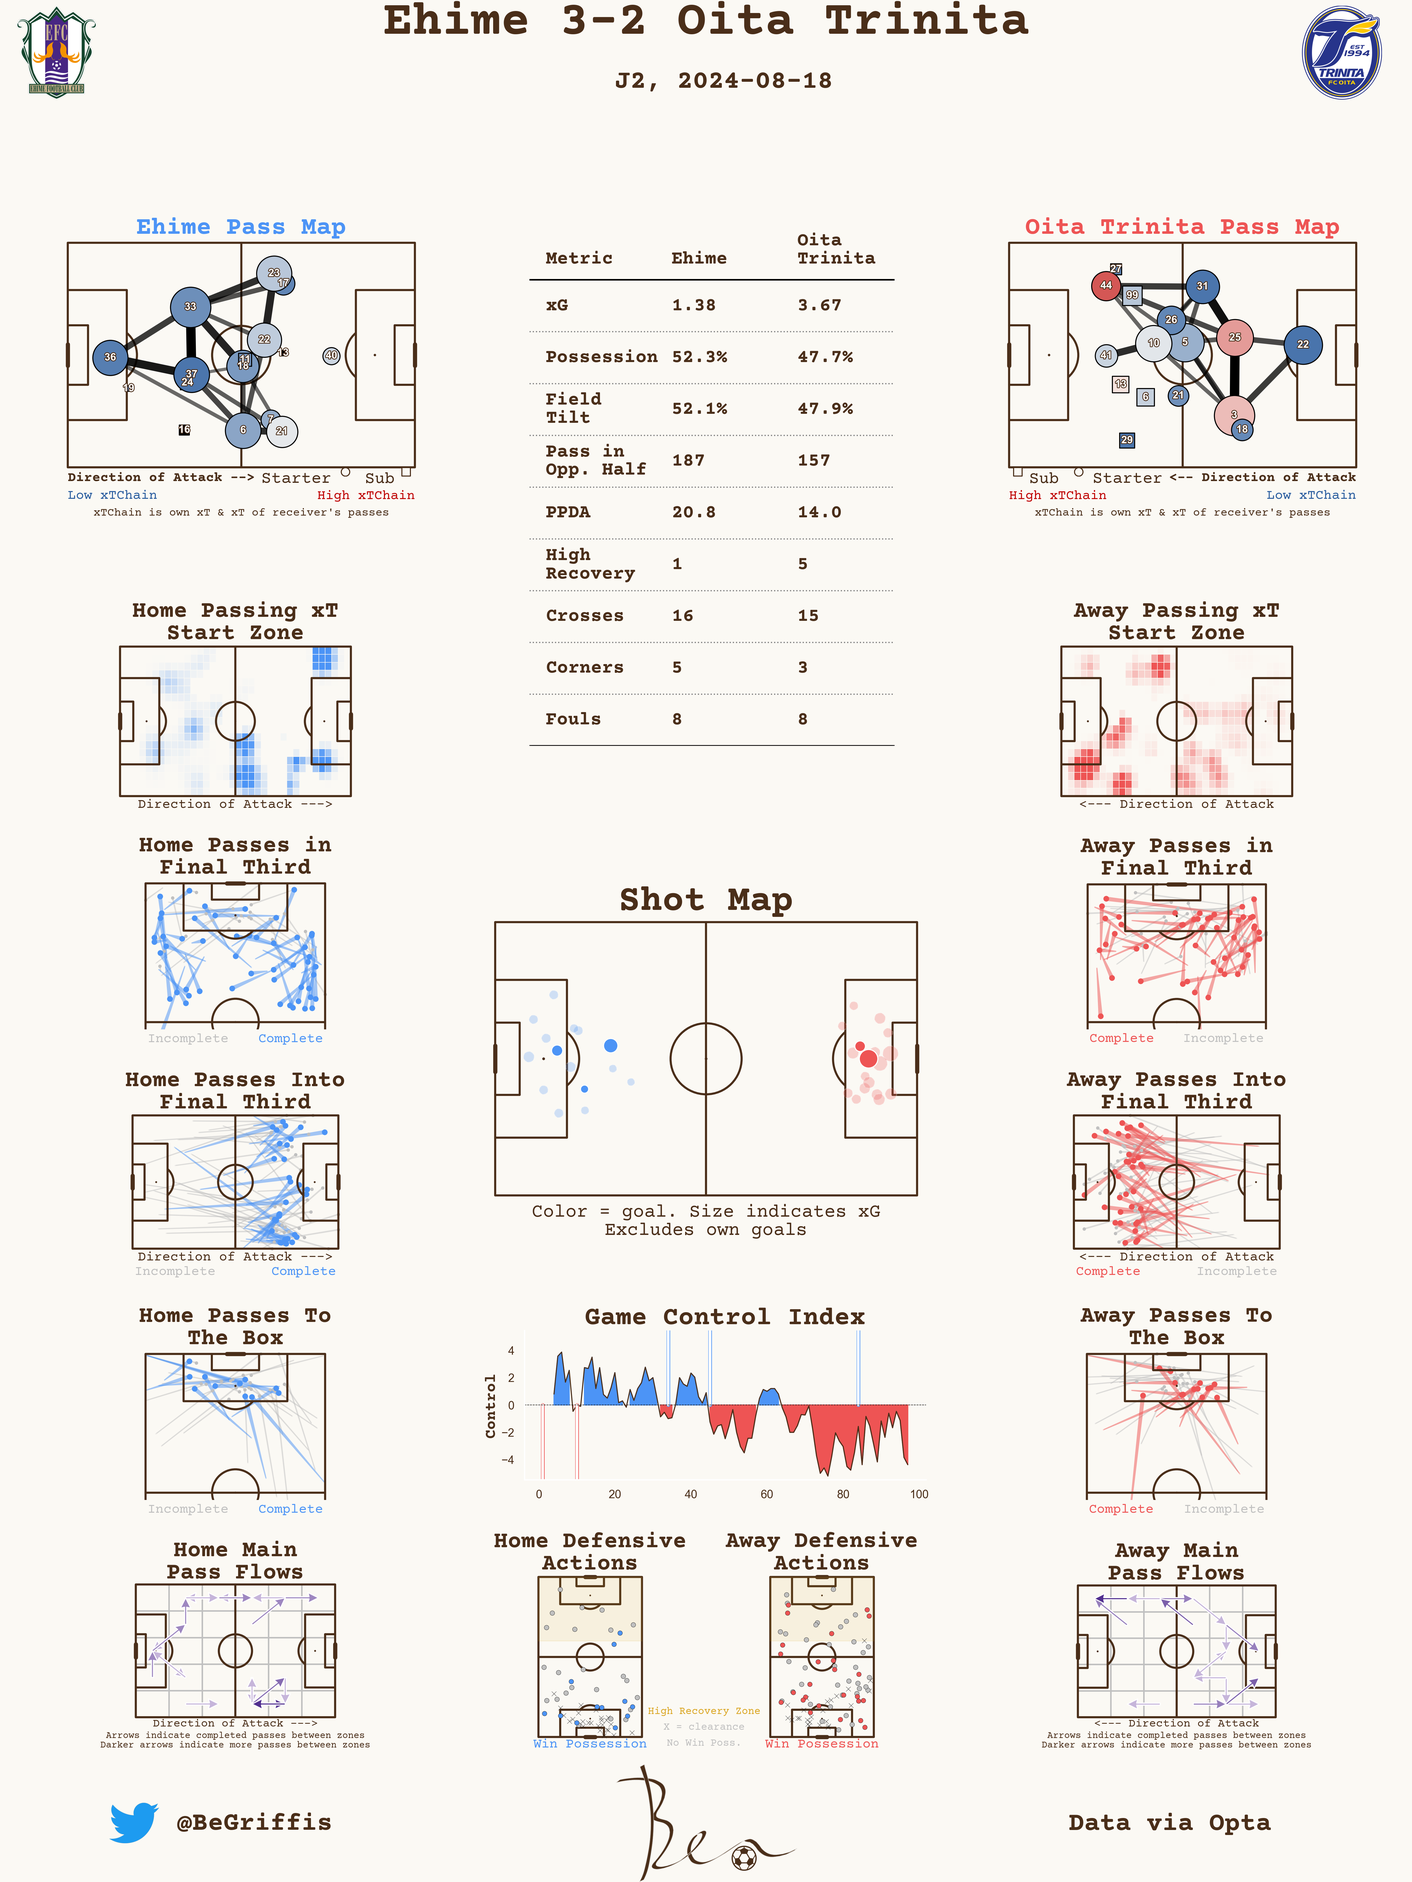 Ehime 3-2 Oita Trinita
J2, 2024-08-18
EFC
EHIME FOOTBALL CLUB
EST
1994
TRINITA
FC OITA
Ehime Pass Map
23
17
33
22
13
11
18
40
36
37
24
19
16
7
6
21
Direction of Attack --> Starter Sub
Low xTChain High xTChain
xTChain is own xT & xT of receiver's passes
Metric Ehime Oita Trinita
xG 1.38 3.67
Possession 52.3% 47.7%
Field Tilt 52.1% 47.9%
Pass in Opp. Half 187 157
PPDA 20.8 14.0
High Recovery 1 5
Crosses 16 15
Corners 5 3
Fouls 8 8
Oita Trinita Pass Map
27
44
99
31
26
10
5
25
22
41
13
6
21
3
18
29
Sub Starter <-- Direction of Attack
High xTChain Low xTChain
xTChain is own xT & xT of receiver's passes
Home Passing xT
Start Zone
Direction of Attack --->
Away Passing xT
Start Zone
<--- Direction of Attack
Home Passes in
Final Third
Incomplete Complete
Away Passes in
Final Third
Complete Incomplete
Shot Map
Color = goal. Size indicates xG
Excludes own goals
Home Passes Into
Final Third
Direction of Attack --->
Incomplete Complete
Away Passes Into
Final Third
<--- Direction of Attack
Complete Incomplete
Home Passes To
The Box
Incomplete Complete
Game Control Index
Control
4
2
0
−2
−4
0 20 40 60 80 100
Away Passes To
The Box
Complete Incomplete
Home Main
Pass Flows
Direction of Attack --->
Arrows indicate completed passes between zones
Darker arrows indicate more passes between zones
Home Defensive
Actions
Win Possession
Away Defensive
Actions
Win Possession
High Recovery Zone
X = clearance
No Win Poss.
Away Main
Pass Flows
<--- Direction of Attack
Arrows indicate completed passes between zones
Darker arrows indicate more passes between zones
@BeGriffis
Ben
Data via Opta